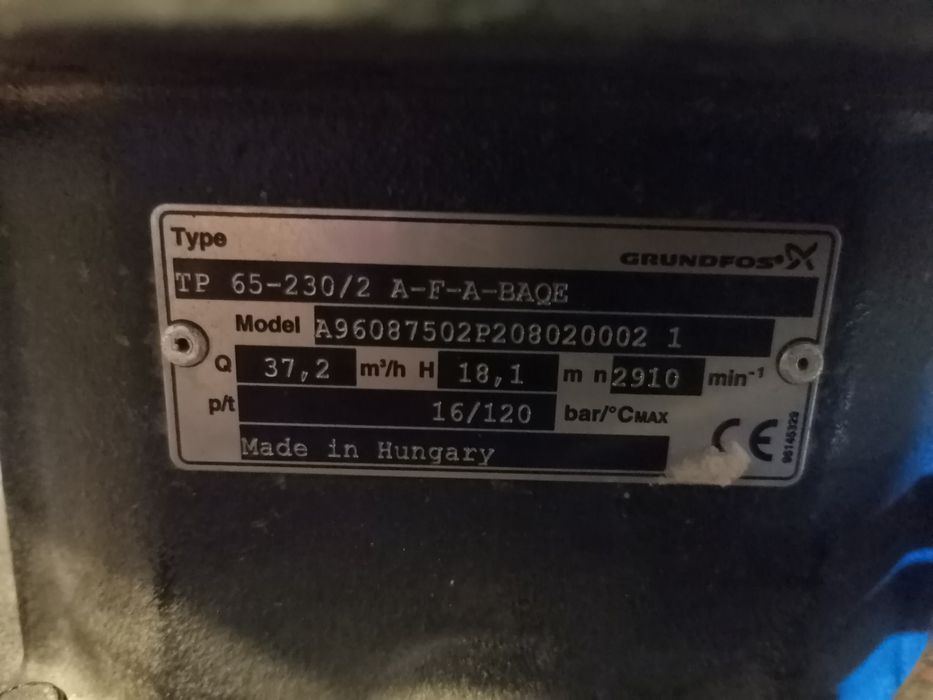 Type
GRUNDFOS
TP 65-230/2 A-F-A-BAQE
Model A96087502P208020002 1
Q 37,2 m³/h H 18,1 m n 2910 min⁻¹
p/t 16/120 bar/°CMAX
Made in Hungary CE
96145329